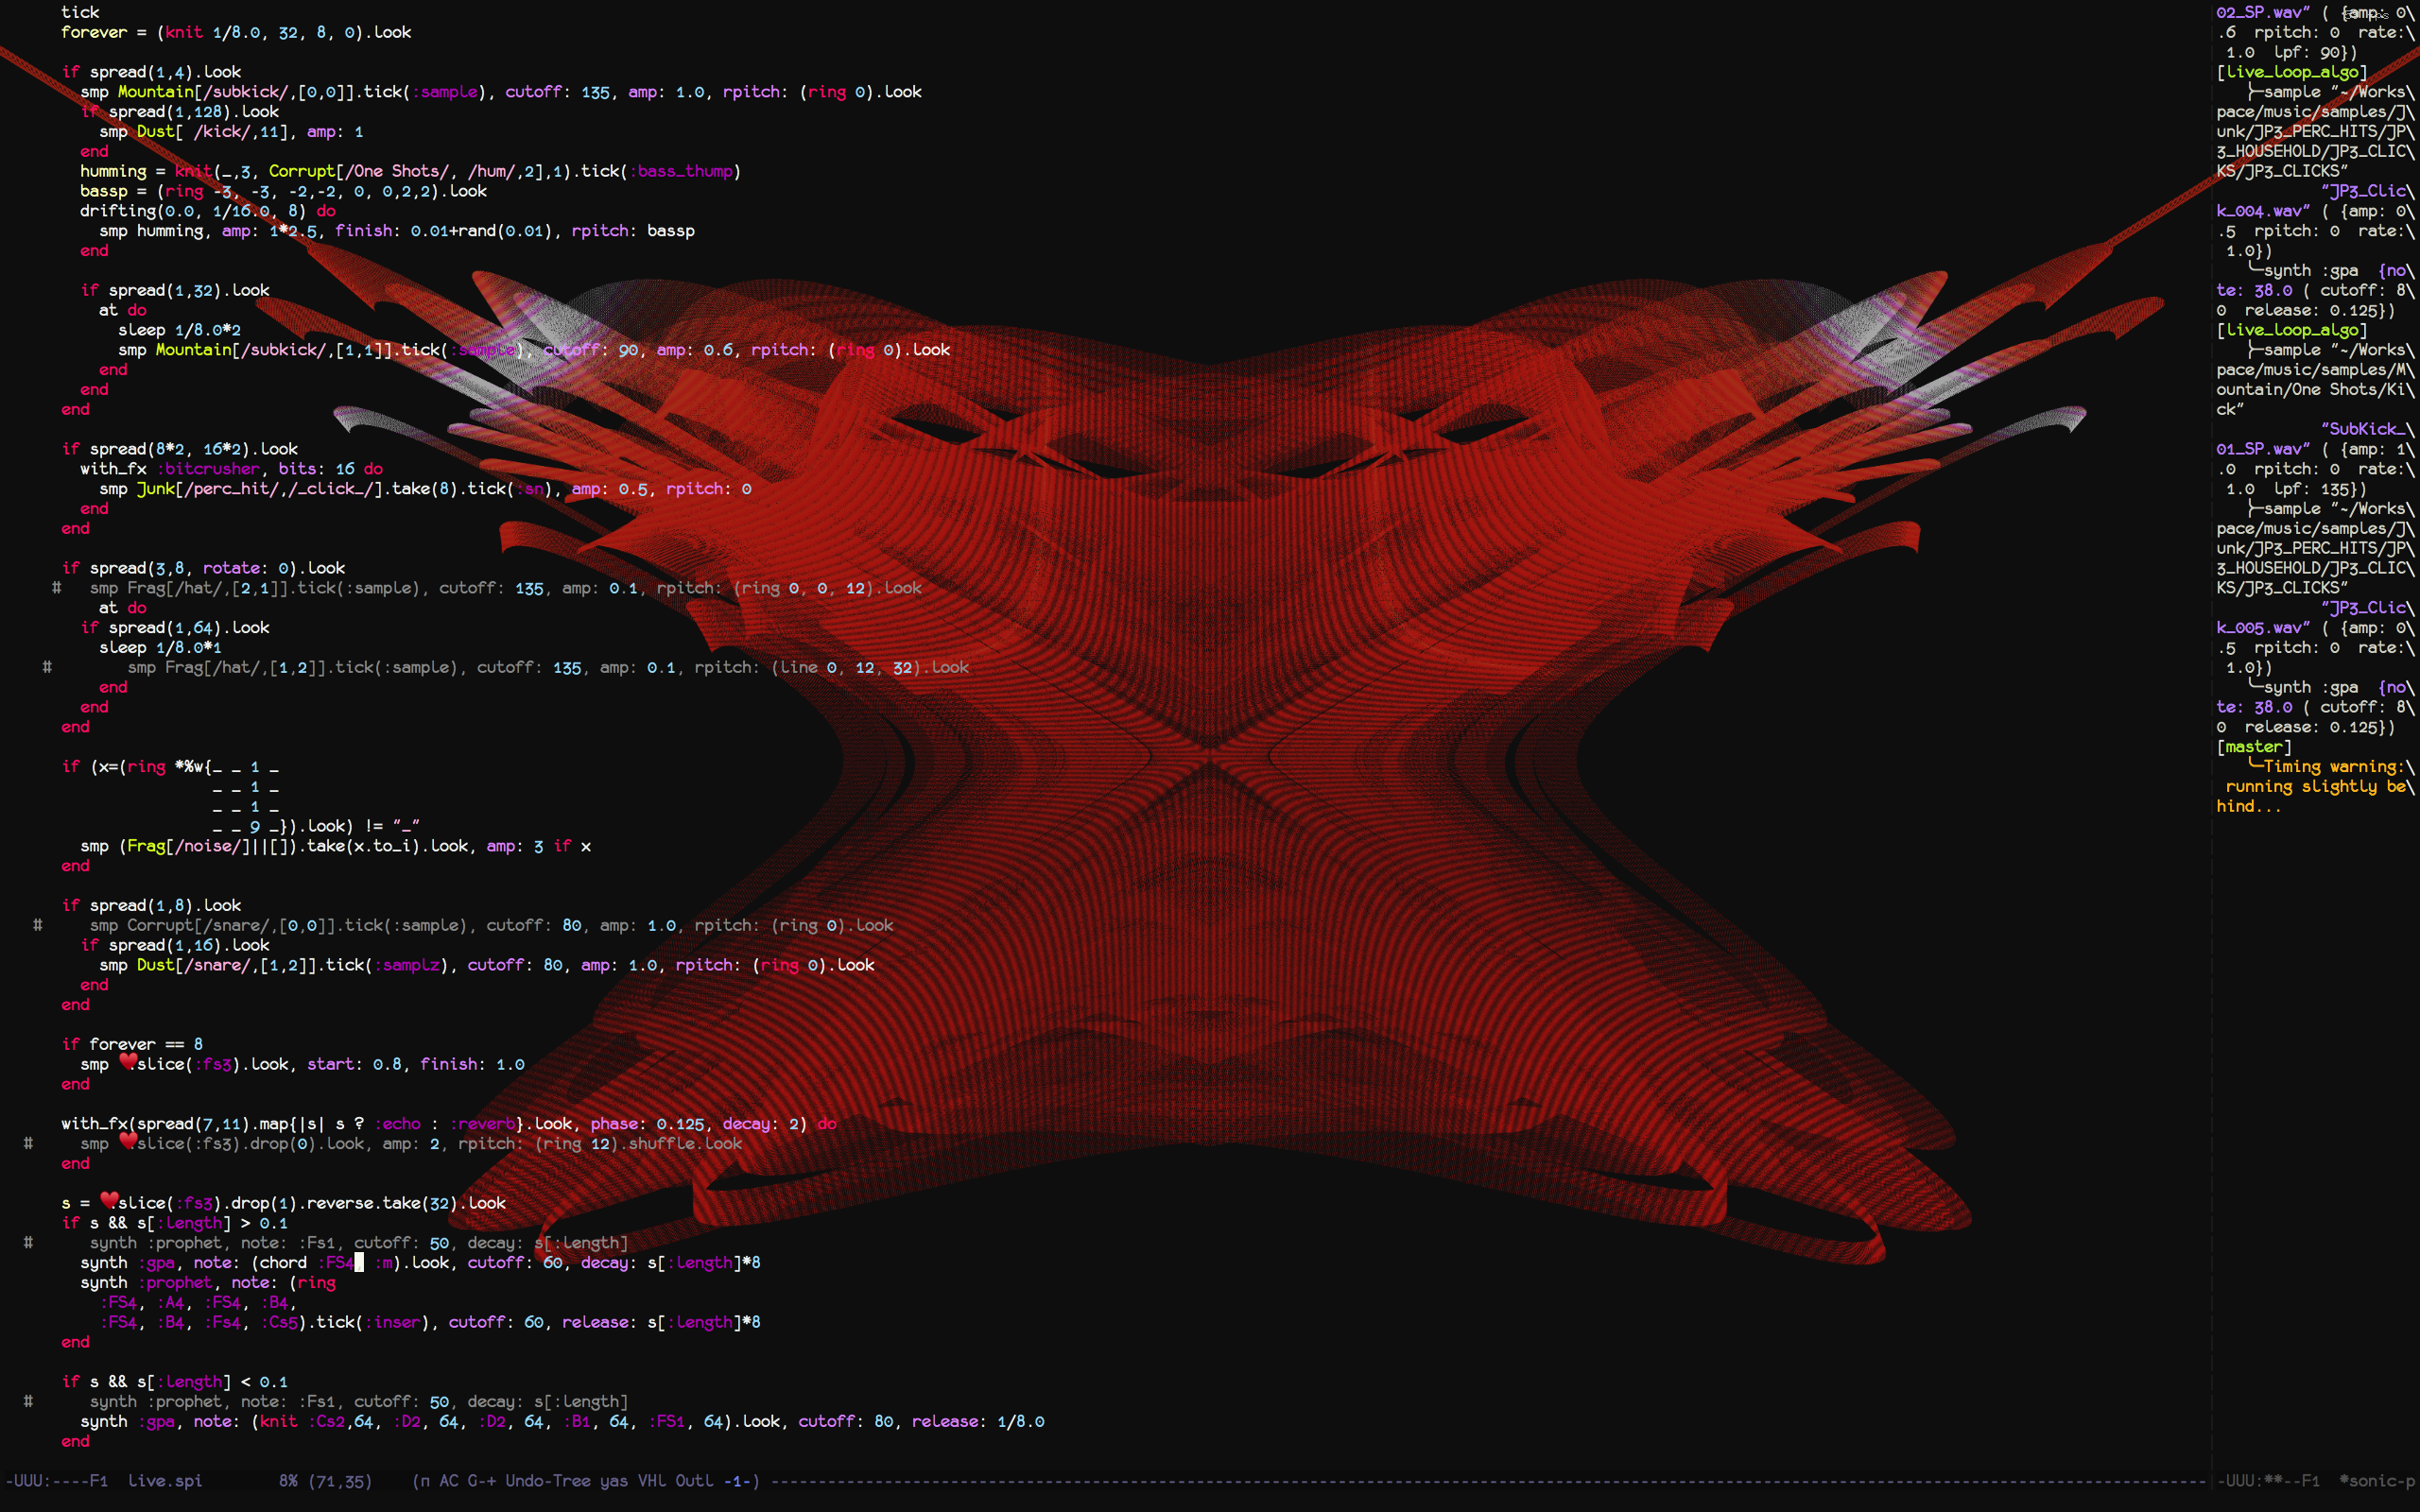 tick
forever = (knit 1/8.0, 32, 8, 0).look
if spread(1,4).look
smp Mountain[/subkick/,[0,0]].tick(:sample), cutoff: 135, amp: 1.0, rpitch: (ring 0).look
if spread(1,128).look
smp Dust[ /kick/,11], amp: 1
end
humming = knit(_,3, Corrupt[/One Shots/, /hum/,2],1).tick(:bass_thump)
bassp = (ring -3, -3, -2,-2, 0, 0,2,2).look
drifting(0.0, 1/16.0, 8) do
smp humming, amp: 1*2.5, finish: 0.01+rand(0.01), rpitch: bassp
end
if spread(1,32).look
at do
sleep 1/8.0*2
smp Mountain[/subkick/,[1,1]].tick(:sample), cutoff: 90, amp: 0.6, rpitch: (ring 0).look
end
end
end
if spread(8*2, 16*2).look
with_fx :bitcrusher, bits: 16 do
smp Junk[/perc_hit/,/_click_/].take(8).tick(:sn), amp: 0.5, rpitch: 0
end
end
if spread(3,8, rotate: 0).look
# smp Frag[/hat/,[2,1]].tick(:sample), cutoff: 135, amp: 0.1, rpitch: (ring 0, 0, 12).look
at do
if spread(1,64).look
sleep 1/8.0*1
# smp Frag[/hat/,[1,2]].tick(:sample), cutoff: 135, amp: 0.1, rpitch: (line 0, 12, 32).look
end
end
end
if (x=(ring *%w{_ _ 1 _
_ _ 1 _
_ _ 1 _
_ _ 9 _}).look) != "_"
smp (Frag[/noise/]||[]).take(x.to_i).look, amp: 3 if x
end
if spread(1,8).look
# smp Corrupt[/snare/,[0,0]].tick(:sample), cutoff: 80, amp: 1.0, rpitch: (ring 0).look
if spread(1,16).look
smp Dust[/snare/,[1,2]].tick(:samplz), cutoff: 80, amp: 1.0, rpitch: (ring 0).look
end
end
if forever == 8
smp ♥.slice(:fs3).look, start: 0.8, finish: 1.0
end
with_fx(spread(7,11).map{|s| s ? :echo : :reverb}.look, phase: 0.125, decay: 2) do
# smp ♥.slice(:fs3).drop(0).look, amp: 2, rpitch: (ring 12).shuffle.look
end
s = ♥.slice(:fs3).drop(1).reverse.take(32).look
if s && s[:length] > 0.1
# synth :prophet, note: :Fs1, cutoff: 50, decay: s[:length]
synth :gpa, note: (chord :FS4, :m).look, cutoff: 60, decay: s[:length]*8
synth :prophet, note: (ring
:FS4, :A4, :FS4, :B4,
:FS4, :B4, :Fs4, :Cs5).tick(:inser), cutoff: 60, release: s[:length]*8
end
if s && s[:length] < 0.1
# synth :prophet, note: :Fs1, cutoff: 50, decay: s[:length]
synth :gpa, note: (knit :Cs2,64, :D2, 64, :D2, 64, :B1, 64, :FS1, 64).look, cutoff: 80, release: 1/8.0
end
-UUU:----F1 live.spi 8% (71,35) (π AC G-+ Undo-Tree yas VHl Outl -1-)
02_SP.wav" ( {amp: 0\
.6 rpitch: 0 rate:\
1.0 lpf: 90})
[live_loop_algo]
├─sample "~/Works\
pace/music/samples/J\
unk/JP3_PERC_HITS/JP\
3_HOUSEHOLD/JP3_CLIC\
KS/JP3_CLICKS"
"JP3_Clic\
k_004.wav" ( {amp: 0\
.5 rpitch: 0 rate:\
1.0})
╰─synth :gpa {no\
te: 38.0 ( cutoff: 8\
0 release: 0.125})
[live_loop_algo]
├─sample "~/Works\
pace/music/samples/M\
ountain/One Shots/Ki\
ck"
"SubKick_\
01_SP.wav" ( {amp: 1\
.0 rpitch: 0 rate:\
1.0 lpf: 135})
├─sample "~/Works\
pace/music/samples/J\
unk/JP3_PERC_HITS/JP\
3_HOUSEHOLD/JP3_CLIC\
KS/JP3_CLICKS"
"JP3_Clic\
k_005.wav" ( {amp: 0\
.5 rpitch: 0 rate:\
1.0})
╰─synth :gpa {no\
te: 38.0 ( cutoff: 8\
0 release: 0.125})
[master]
╰─Timing warning:\
running slightly be\
hind...
-UUU:**--F1 *sonic-p